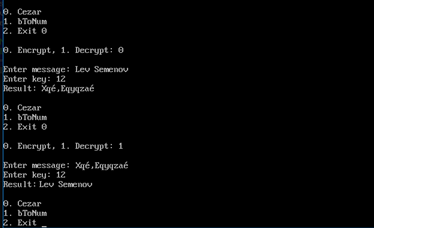 0. Cezar
1. bToNum
2. Exit 0
0. Encrypt, 1. Decrypt: 0
Enter message: Lev Semenov
Enter key: 12
Result: Xqé,Eqyqzaé
0. Cezar
1. bToNum
2. Exit 0
0. Encrypt, 1. Decrypt: 1
Enter message: Xqé,Eqyqzaé
Enter key: 12
Result: Lev Semenov
0. Cezar
1. bToNum
2. Exit _